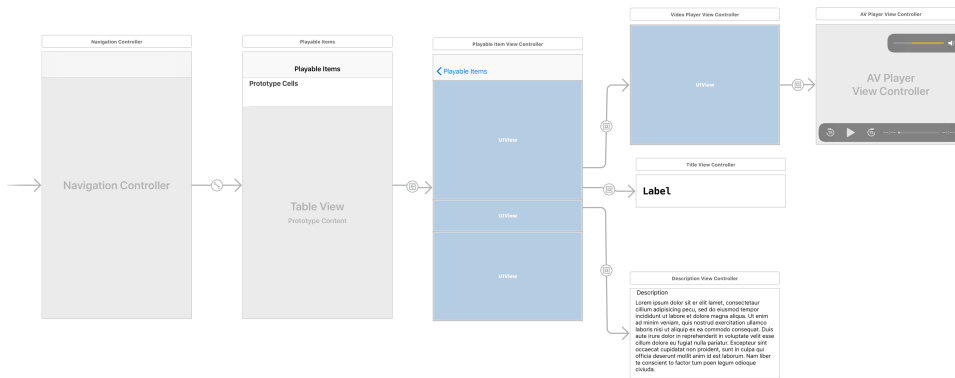 Navigation Controller
Navigation Controller
Playable Items
Playable Items
Prototype Cells
Table View
Prototype Content
Playable Item View Controller
Playable Items
UIView
UIView
UIView
Video Player View Controller
UIView
AV Player View Controller
AV Player
View Controller
Title View Controller
Label
Description View Controller
Description
Lorem ipsum dolor sit er elit lamet, consectetaur
cillium adipisicing pecu, sed do eiusmod tempor
incididunt ut labore et dolore magna aliqua. Ut enim
ad minim veniam, quis nostrud exercitation ullamco
laboris nisi ut aliquip ex ea commodo consequat. Duis
aute irure dolor in reprehenderit in voluptate velit esse
cillum dolore eu fugiat nulla pariatur. Excepteur sint
occaecat cupidatat non proident, sunt in culpa qui
officia deserunt mollit anim id est laborum. Nam liber
te conscient to factor tum poen legum odioque
civiuda.